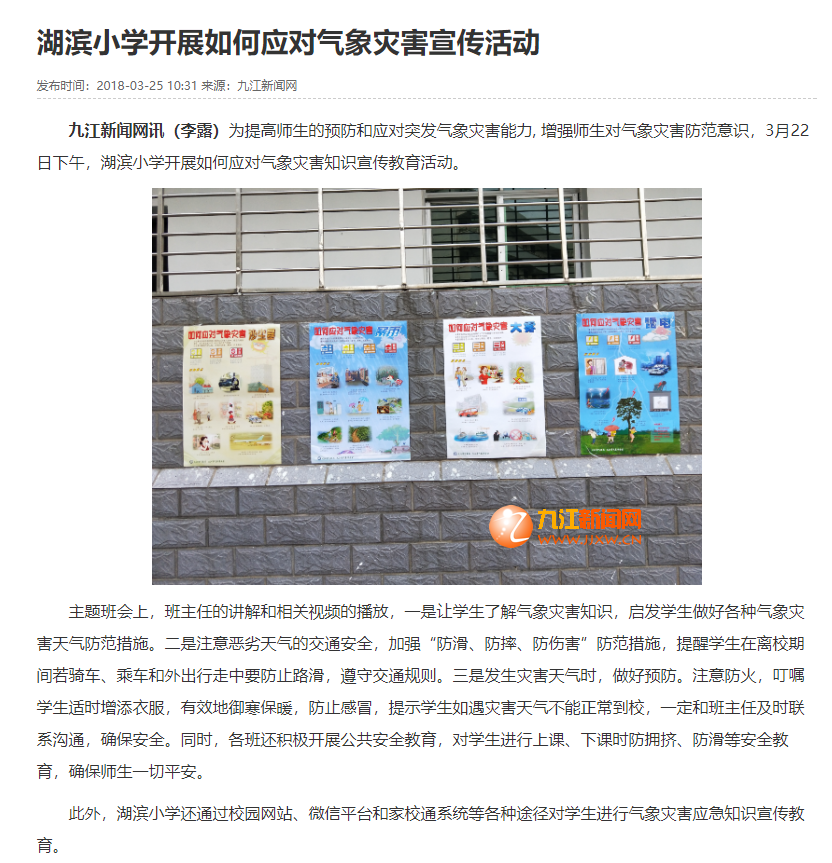 湖滨小学开展如何应对气象灾害宣传活动
发布时间：2018-03-25 10:31 来源：九江新闻网
九江新闻网讯（李露）为提高师生的预防和应对突发气象灾害能力, 增强师生对气象灾害防范意识，3月22
日下午，湖滨小学开展如何应对气象灾害知识宣传教育活动。
如何应对气象灾害 沙尘暴
如何应对气象灾害 暴雨
如何应对气象灾害 大雾
如何应对气象灾害 雷电
九江新闻网
WWW.JJXW.CN
主题班会上，班主任的讲解和相关视频的播放，一是让学生了解气象灾害知识，启发学生做好各种气象灾
害天气防范措施。二是注意恶劣天气的交通安全，加强“防滑、防摔、防伤害”防范措施，提醒学生在离校期
间若骑车、乘车和外出行走中要防止路滑，遵守交通规则。三是发生灾害天气时，做好预防。注意防火，叮嘱
学生适时增添衣服，有效地御寒保暖，防止感冒，提示学生如遇灾害天气不能正常到校，一定和班主任及时联
系沟通，确保安全。同时，各班还积极开展公共安全教育，对学生进行上课、下课时防拥挤、防滑等安全教
育，确保师生一切平安。
此外，湖滨小学还通过校园网站、微信平台和家校通系统等各种途径对学生进行气象灾害应急知识宣传教
育。